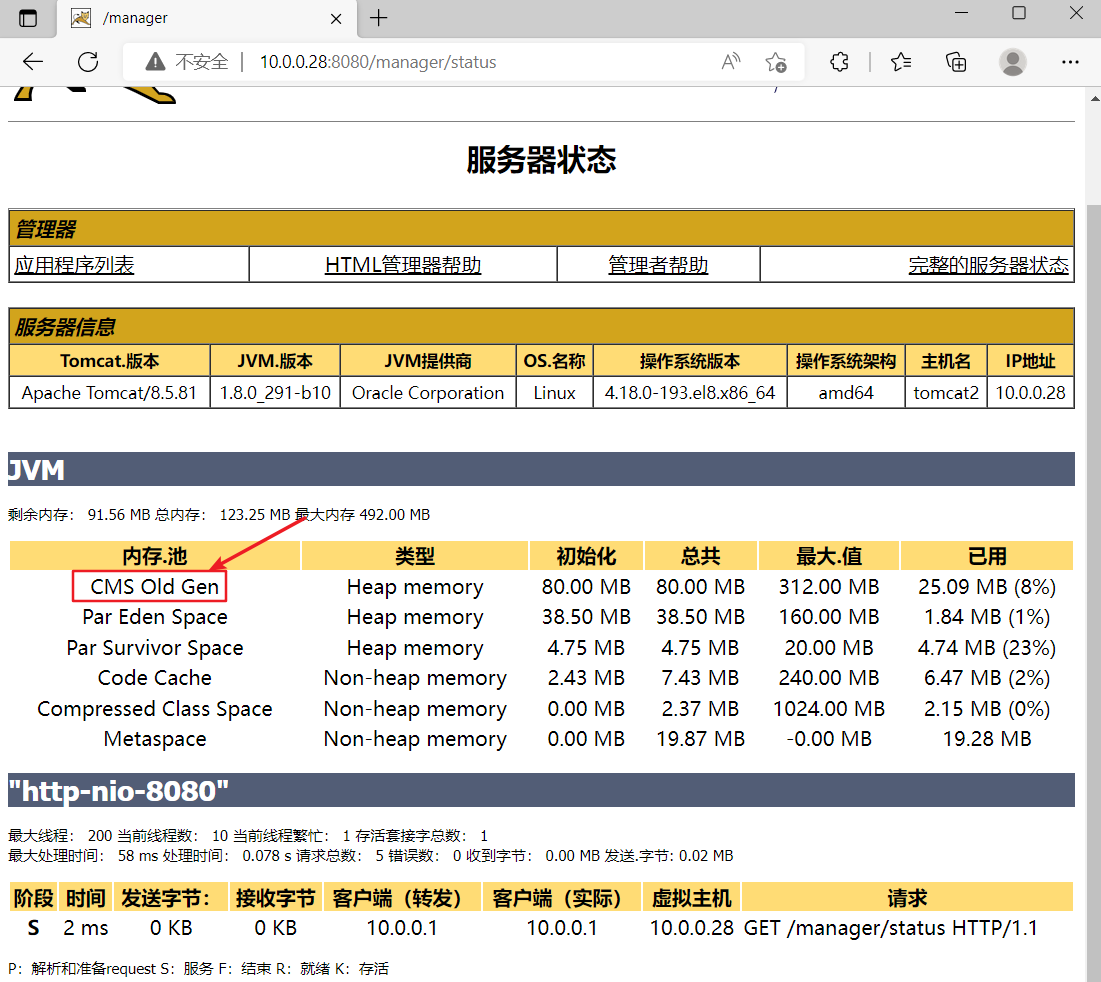 /manager
不安全 | 10.0.0.28:8080/manager/status
服务器状态
管理器
应用程序列表 HTML管理器帮助 管理者帮助 完整的服务器状态
服务器信息
Tomcat.版本 JVM.版本 JVM提供商 OS.名称 操作系统版本 操作系统架构 主机名 IP地址
Apache Tomcat/8.5.81 1.8.0_291-b10 Oracle Corporation Linux 4.18.0-193.el8.x86_64 amd64 tomcat2 10.0.0.28
JVM
剩余内存： 91.56 MB 总内存： 123.25 MB 最大内存 492.00 MB
内存.池 类型 初始化 总共 最大.值 已用
CMS Old Gen Heap memory 80.00 MB 80.00 MB 312.00 MB 25.09 MB (8%)
Par Eden Space Heap memory 38.50 MB 38.50 MB 160.00 MB 1.84 MB (1%)
Par Survivor Space Heap memory 4.75 MB 4.75 MB 20.00 MB 4.74 MB (23%)
Code Cache Non-heap memory 2.43 MB 7.43 MB 240.00 MB 6.47 MB (2%)
Compressed Class Space Non-heap memory 0.00 MB 2.37 MB 1024.00 MB 2.15 MB (0%)
Metaspace Non-heap memory 0.00 MB 19.87 MB -0.00 MB 19.28 MB
"http-nio-8080"
最大线程： 200 当前线程数： 10 当前线程繁忙： 1 存活套接字总数： 1
最大处理时间： 58 ms 处理时间： 0.078 s 请求总数： 5 错误数： 0 收到字节： 0.00 MB 发送.字节: 0.02 MB
阶段 时间 发送字节： 接收字节 客户端（转发） 客户端（实际） 虚拟主机 请求
S 2 ms 0 KB 0 KB 10.0.0.1 10.0.0.1 10.0.0.28 GET /manager/status HTTP/1.1
P：解析和准备request S：服务 F：结束 R：就绪 K：存活